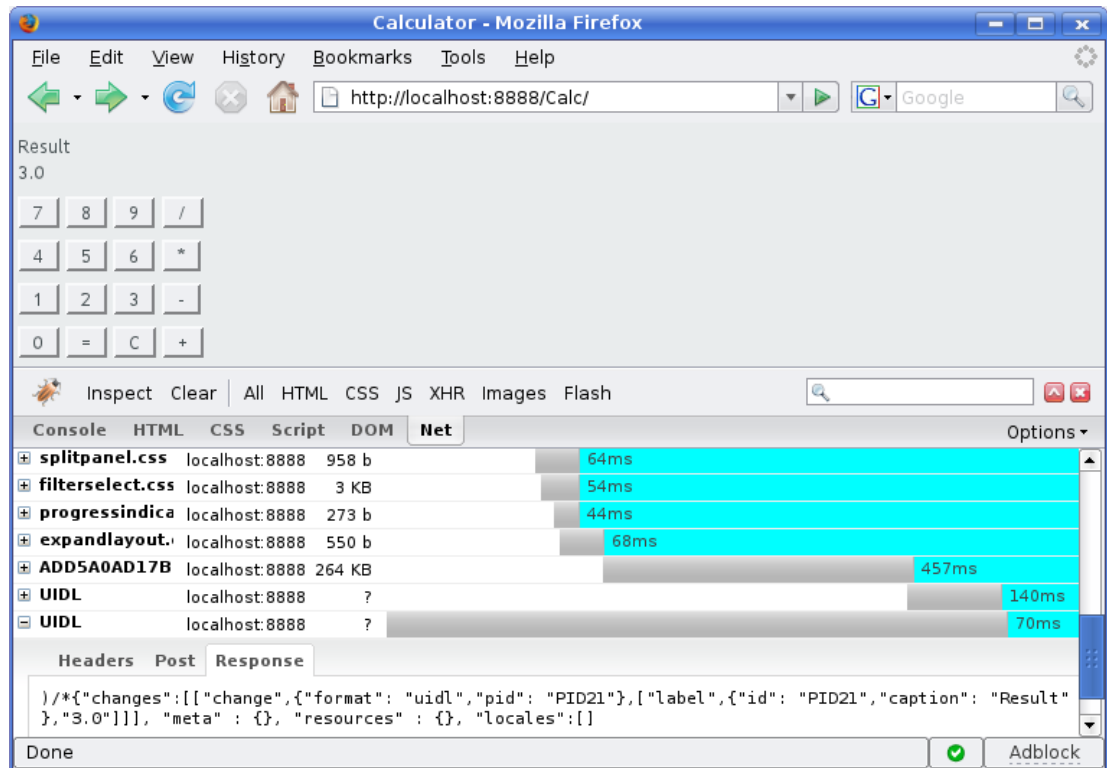 Calculator - Mozilla Firefox
File Edit View History Bookmarks Tools Help
http://localhost:8888/Calc/ G Google
Result
3.0
7 8 9 /
4 5 6 *
1 2 3 -
0 = C +
Inspect Clear All HTML CSS JS XHR Images Flash
Console HTML CSS Script DOM Net Options
splitpanel.css localhost:8888 958 b 64ms
filterselect.css localhost:8888 3 KB 54ms
progressindica localhost:8888 273 b 44ms
expandlayout. localhost:8888 550 b 68ms
ADD5A0AD17B localhost:8888 264 KB 457ms
UIDL localhost:8888 ? 140ms
UIDL localhost:8888 ? 70ms
Headers Post Response
)/*{"changes":[["change",{"format": "uidl","pid": "PID21"},["label",{"id": "PID21","caption": "Result"
},"3.0"]]], "meta" : {}, "resources" : {}, "locales":[]
Done Adblock